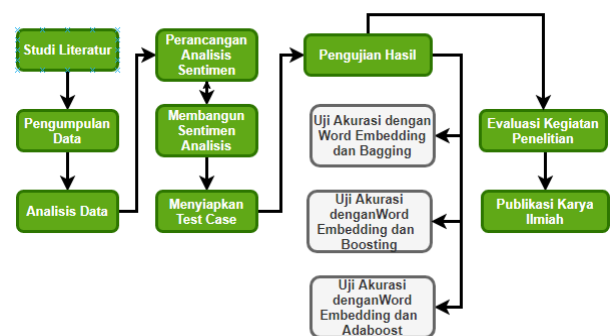 Studi Literatur
Pengumpulan
Data
Analisis Data
Perancangan
Analisis
Sentimen
Membangun
Sentimen
Analisis
Menyiapkan
Test Case
Pengujian Hasil
Uji Akurasi dengan
Word Embedding
dan Bagging
Uji Akurasi
denganWord
Embedding dan
Boosting
Uji Akurasi
denganWord
Embedding dan
Adaboost
Evaluasi Kegiatan
Penelitian
Publikasi Karya
Ilmiah